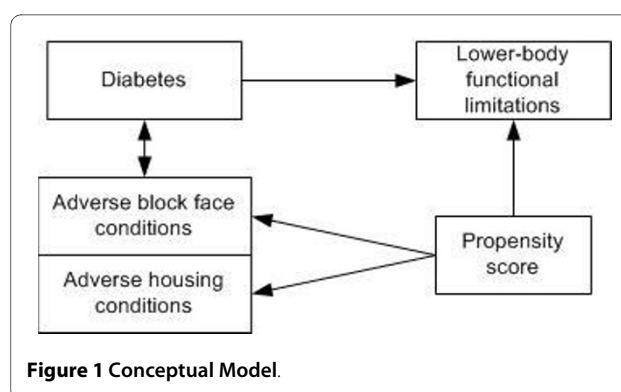 Diabetes
Lower-body
functional
limitations
Adverse block face
conditions
Adverse housing
conditions
Propensity
score
Figure 1 Conceptual Model.